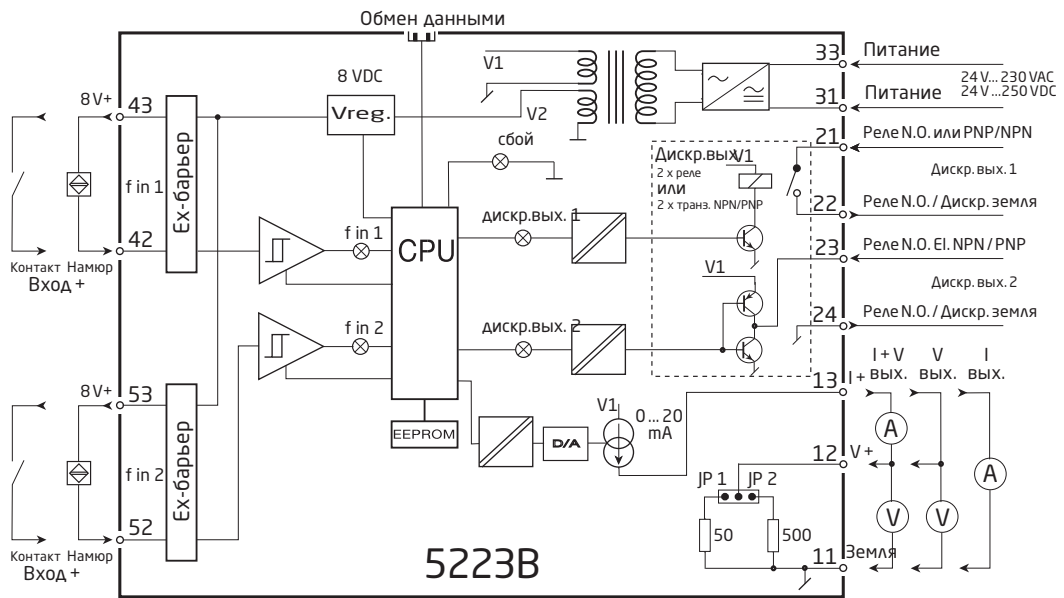 Обмен данными
33
Питание
24 V... 230 VAC
24 V...250 VDC
31
Питание
V1
V2
8 VDC
Vreg.
8 V+
43
Ex-барьер
f in 1
42
Контакт Намюр
Вход +
сбой
Дискр.вых.
V1
2 x реле
или
2 x транз. NPN/PNP
21
Реле N.O. или PNP/NPN
Дискр. вых. 1
22
Реле N.O. / Дискр. земля
23
Реле N.O. El. NPN / PNP
Дискр. вых. 2
24
Реле N.O. / Дискр. земля
V1
f in 1
CPU
дискр.вых. 1
f in 2
дискр.вых. 2
EEPROM
8 V+
53
Ex-барьер
f in 2
52
Контакт Намюр
Вход +
D/A
V1
0 ... 20
mA
13
I +
I + V
вых.
V
вых.
I
вых.
A
A
V
V
12
V +
JP 1
JP 2
50
500
11
Земля
5223B